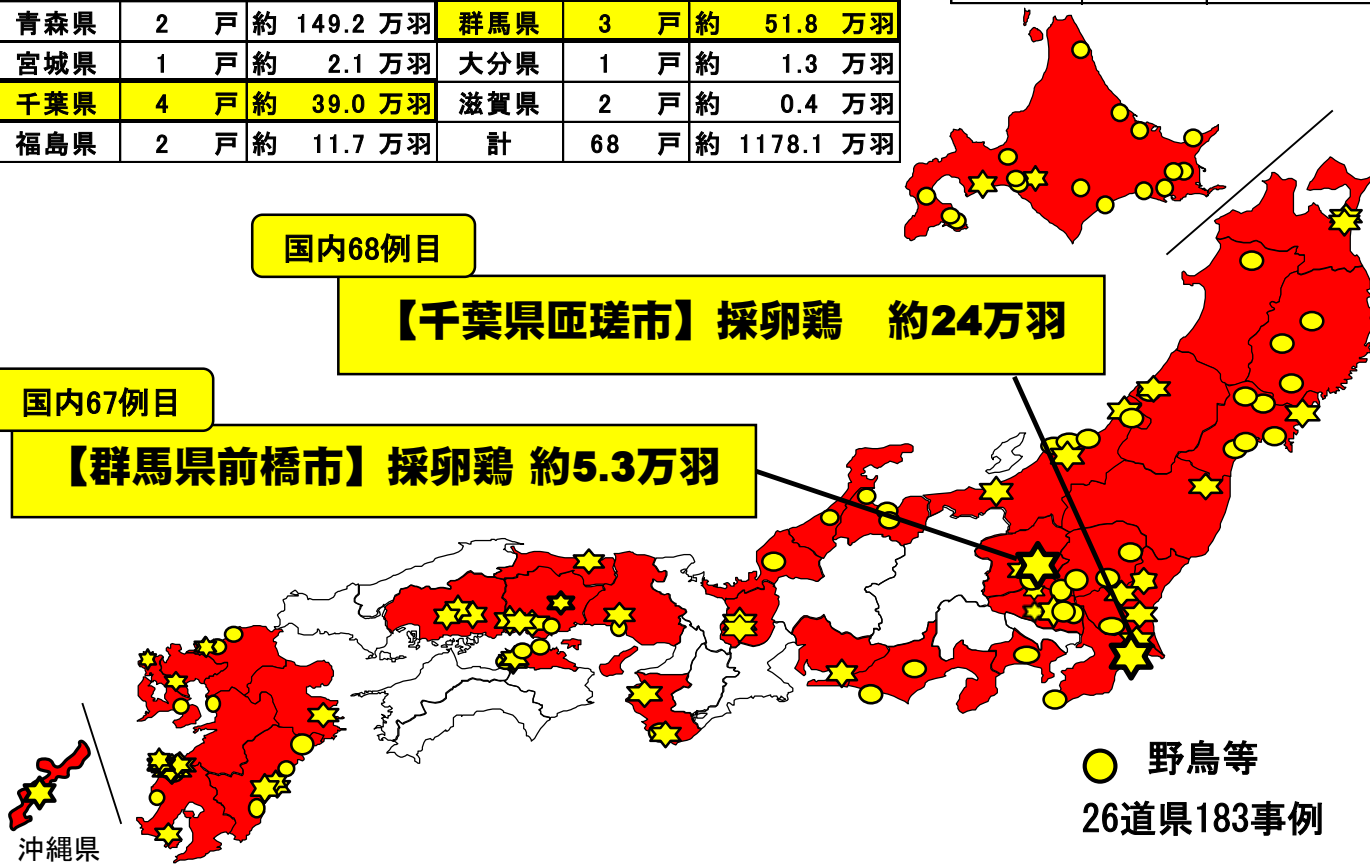 青森県 2 戸 約 149.2 万羽 群馬県 3 戸 約 51.8 万羽
宮城県 1 戸 約 2.1 万羽 大分県 1 戸 約 1.3 万羽
千葉県 4 戸 約 39.0 万羽 滋賀県 2 戸 約 0.4 万羽
福島県 2 戸 約 11.7 万羽 計 68 戸 約 1178.1 万羽
国内68例目
【千葉県匝瑳市】採卵鶏 約24万羽
国内67例目
【群馬県前橋市】採卵鶏 約5.3万羽
野鳥等
26道県183事例
沖縄県